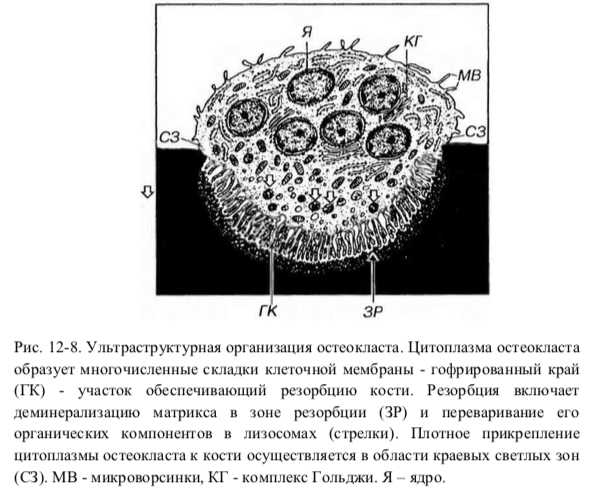 Я
КГ
МВ
СЗ
СЗ
ГК
ЗР
Рис. 12-8. Ультраструктурная организация остеокласта. Цитоплазма остеокласта
образует многочисленные складки клеточной мембраны - гофрированный край
(ГК) - участок обеспечивающий резорбцию кости. Резорбция включает
деминерализацию матрикса в зоне резорбции (ЗР) и переваривание его
органических компонентов в лизосомах (стрелки). Плотное прикрепление
цитоплазмы остеокласта к кости осуществляется в области краевых светлых зон
(СЗ). МВ - микроворсинки, КГ - комплекс Гольджи. Я – ядро.